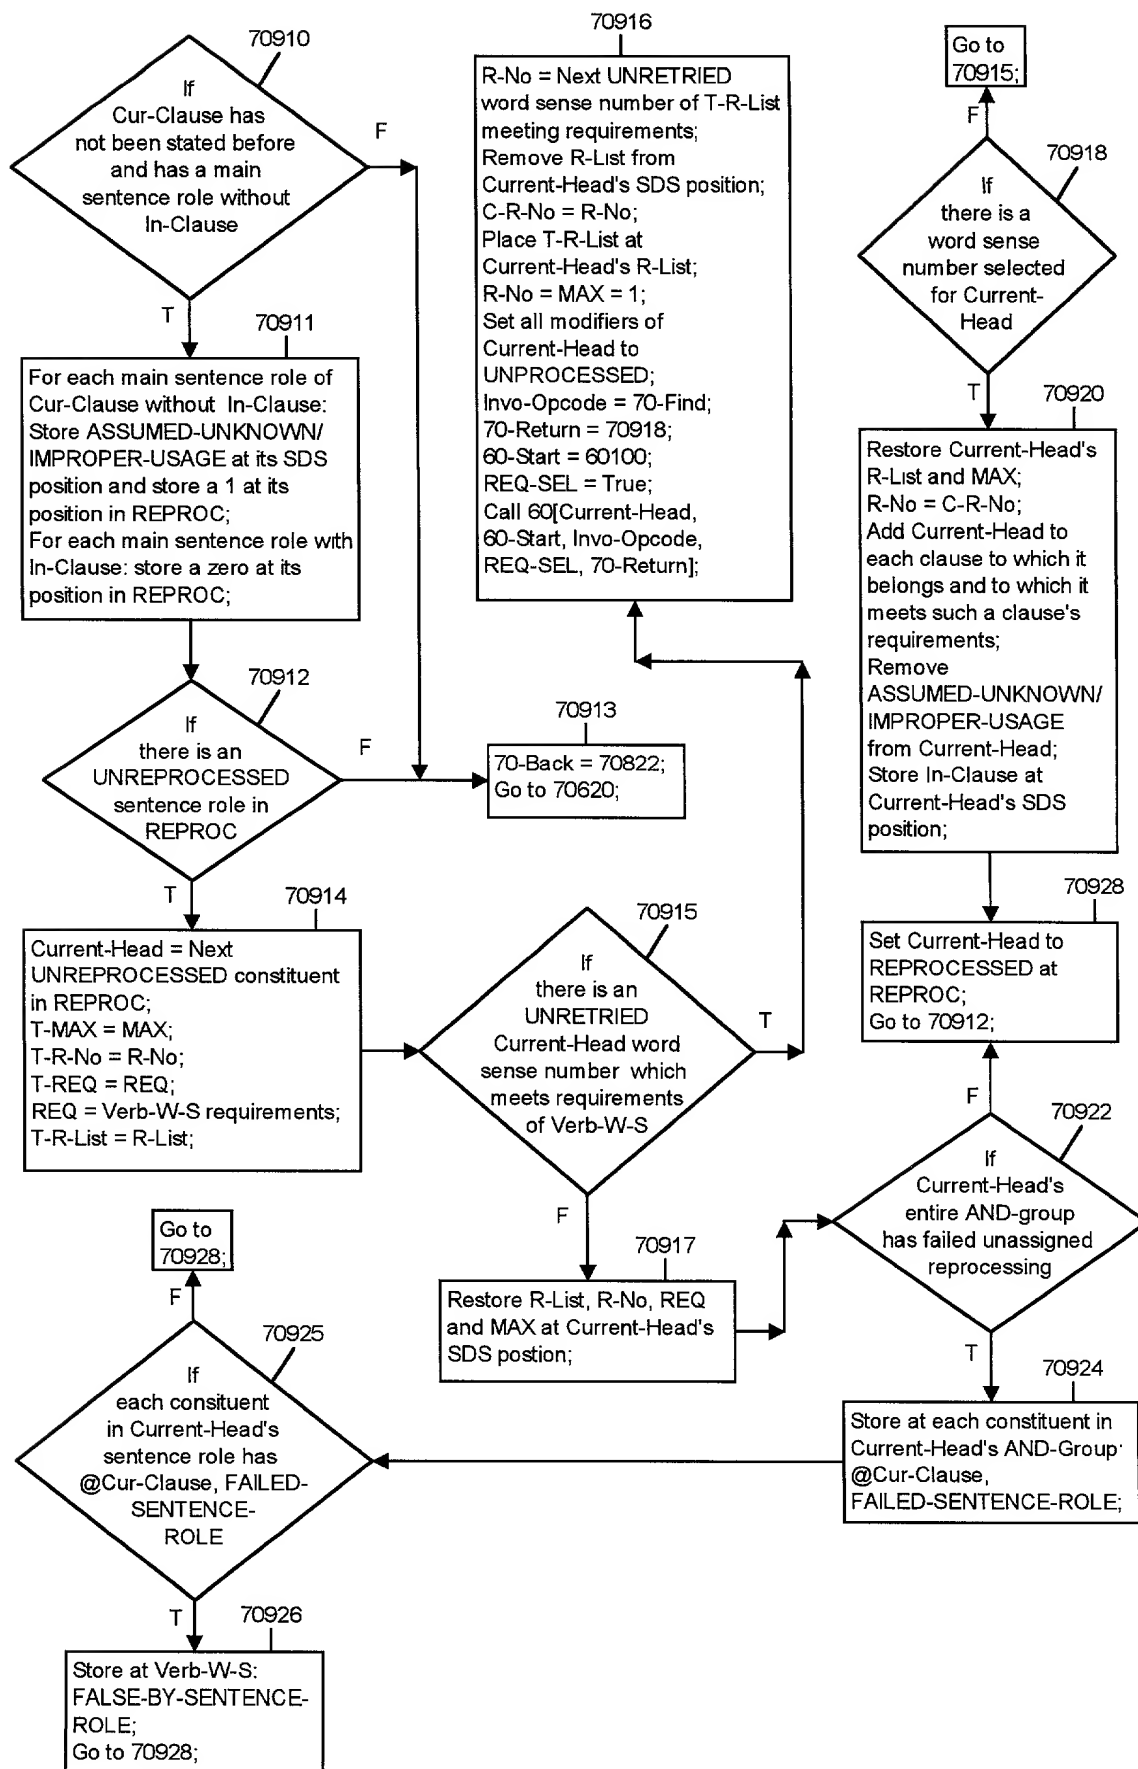 70910
If
Cur-Clause has
not been stated before
and has a main
sentence role without
In-Clause
F
T
70911
For each main sentence role of
Cur-Clause without In-Clause:
Store ASSUMED-UNKNOWN/
IMPROPER-USAGE at its SDS
position and store a 1 at its
position in REPROC;
For each main sentence role with
In-Clause: store a zero at its
position in REPROC;
70912
If
there is an
UNREPROCESSED
sentence role in
REPROC
F
T
70913
70-Back = 70822;
Go to 70620;
70914
Current-Head = Next
UNREPROCESSED constituent
in REPROC;
T-MAX = MAX;
T-R-No = R-No;
T-REQ = REQ;
REQ = Verb-W-S requirements;
T-R-List = R-List;
70915
If
there is an
UNRETRIED
Current-Head word
sense number which
meets requirements
of Verb-W-S
T
F
70916
R-No = Next UNRETRIED
word sense number of T-R-List
meeting requirements;
Remove R-List from
Current-Head's SDS position;
C-R-No = R-No;
Place T-R-List at
Current-Head's R-List;
R-No = MAX = 1;
Set all modifiers of
Current-Head to
UNPROCESSED;
Invo-Opcode = 70-Find;
70-Return = 70918;
60-Start = 60100;
REQ-SEL = True;
Call 60[Current-Head,
60-Start, Invo-Opcode,
REQ-SEL, 70-Return];
70917
Restore R-List, R-No, REQ
and MAX at Current-Head's
SDS postion;
Go to
70915;
F
70918
If
there is a
word sense
number selected
for Current-
Head
T
70920
Restore Current-Head's
R-List and MAX;
R-No = C-R-No;
Add Current-Head to
each clause to which it
belongs and to which it
meets such a clause's
requirements;
Remove
ASSUMED-UNKNOWN/
IMPROPER-USAGE
from Current-Head;
Store In-Clause at
Current-Head's SDS
position;
70928
Set Current-Head to
REPROCESSED at
REPROC;
Go to 70912;
F
70922
If
Current-Head's
entire AND-group
has failed unassigned
reprocessing
T
70924
Store at each constituent in
Current-Head's AND-Group:
@Cur-Clause,
FAILED-SENTENCE-ROLE;
Go to
70928;
F
70925
If
each consituent
in Current-Head's
sentence role has
@Cur-Clause, FAILED-
SENTENCE-
ROLE
T
70926
Store at Verb-W-S:
FALSE-BY-SENTENCE-
ROLE;
Go to 70928;